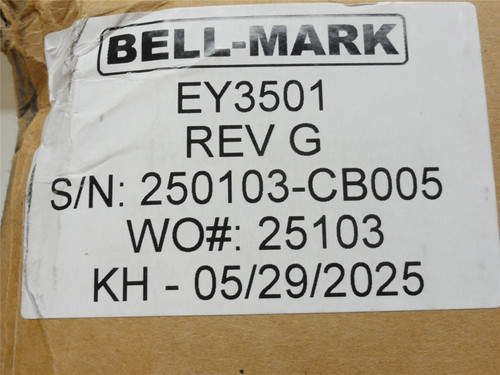 BELL-MARK
EY3501
REV G
S/N: 250103-CB005
WO#: 25103
KH - 05/29/2025